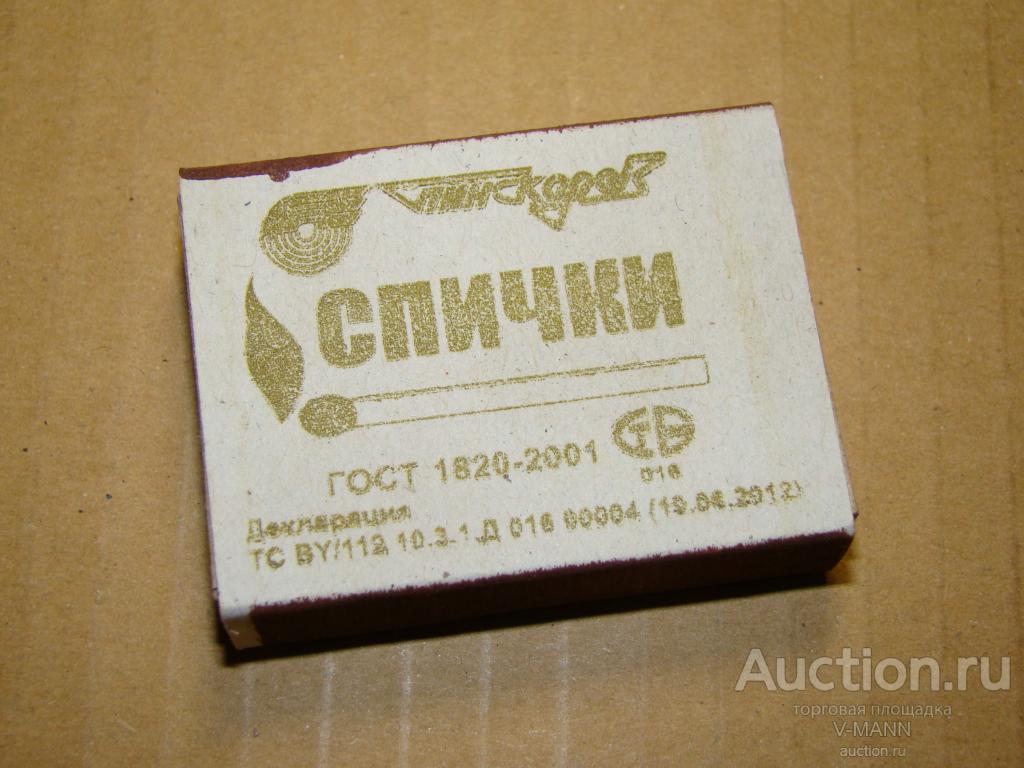 Пинскдрев
СПИЧКИ
ГОСТ 1820-2001
016
Декларация
ТС BY/112 10.3-1.Д 016 00004 (19.06.2012)
Auction.ru
торговая площадка
V-MANN
auction.ru